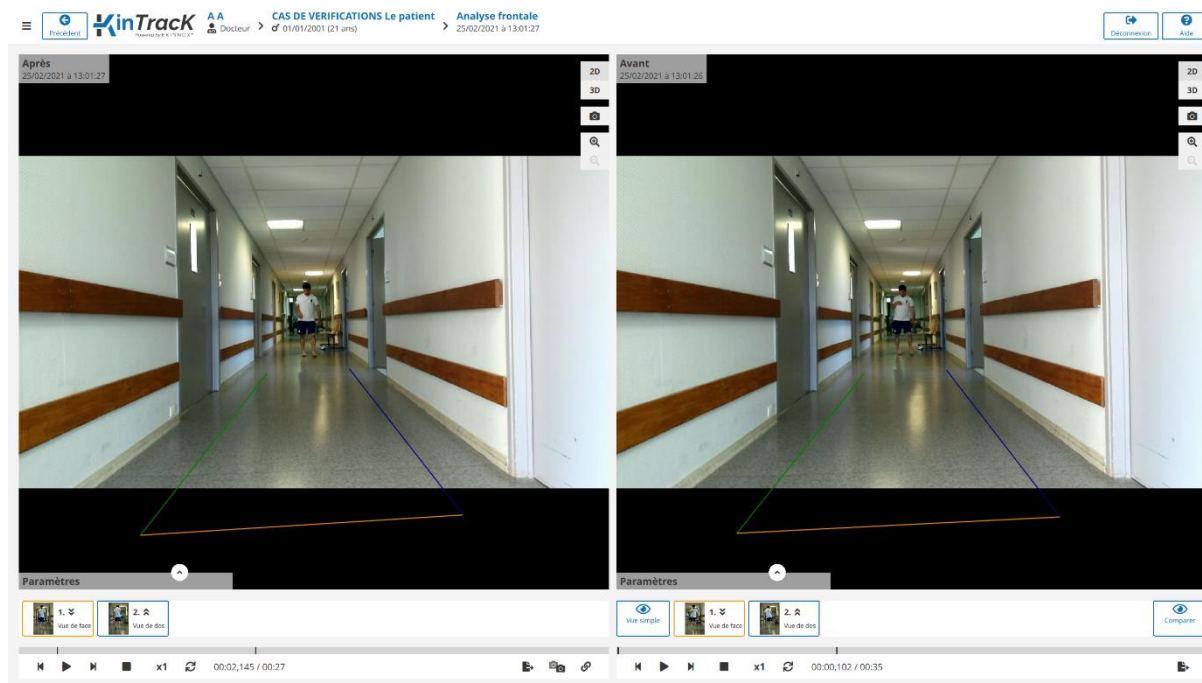 Précédent
KinTracK
Powered by EKINNOX®
A A
Docteur
CAS DE VERIFICATIONS Le patient
01/01/2001 (21 ans)
Analyse frontale
25/02/2021 à 13:01:27
Déconnexion
Aide
Après
25/02/2021 à 13:01:27
2D
3D
Paramètres
1.
Vue de face
2.
Vue de dos
x1
00:02,145 / 00:27
Avant
25/02/2021 à 13:01:26
2D
3D
Paramètres
Vue simple
1.
Vue de face
2.
Vue de dos
Comparer
x1
00:00,102 / 00:35